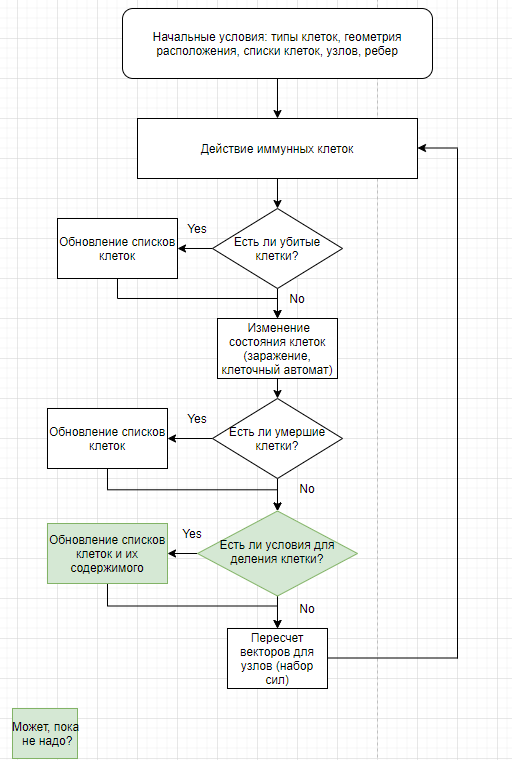 Начальные условия: типы клеток, геометрия
расположения, списки клеток, узлов, ребер
Действие иммунных клеток
Yes
Обновление списков
клеток
Есть ли убитые
клетки?
No
Изменение
состояния клеток
(заражение,
клеточный автомат)
Yes
Обновление списков
клеток
Есть ли умершие
клетки?
No
Yes
Обновление списков
клеток и их
содержимого
Есть ли условия для
деления клетки?
No
Пересчет
векторов для
узлов (набор
сил)
Может, пока
не надо?